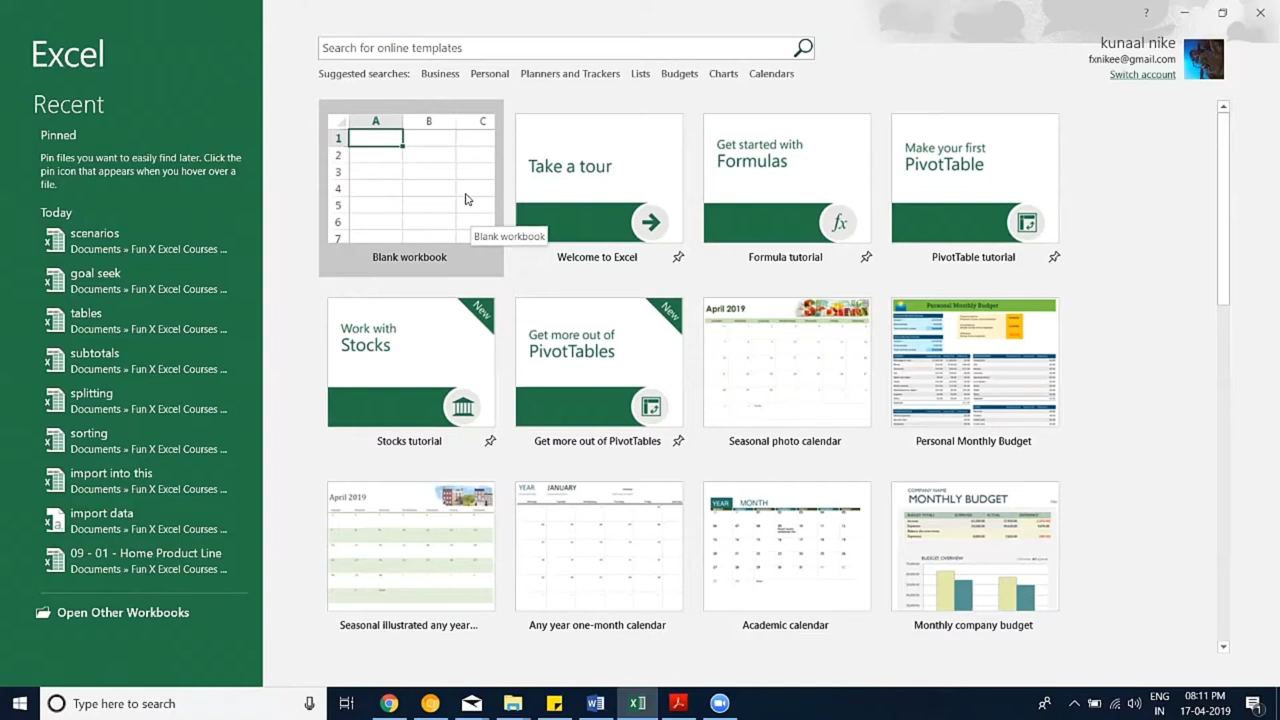 Excel
Recent
Pinned
Pin files you want to easily find later. Click the
pin icon that appears when you hover over a
file.
Today
scenarios
Documents » Fun X Excel Courses ...
goal seek
Documents » Fun X Excel Courses ...
tables
Documents » Fun X Excel Courses ...
subtotals
Documents » Fun X Excel Courses ...
splitting
Documents » Fun X Excel Courses ...
sorting
Documents » Fun X Excel Courses ...
import into this
Documents » Fun X Excel Courses ...
import data
Documents » Fun X Excel Courses ...
09 - 01 - Home Product Line
Documents » Fun X Excel Courses ...
Open Other Workbooks
?
Search for online templates
Suggested searches: Business Personal Planners and Trackers Lists Budgets Charts Calendars
kunaal nike
fxnikee@gmail.com
Switch account
A B C
1
2
3
4
5
6
7
Blank workbook
Blank workbook
Take a tour
Welcome to Excel
Get started with
Formulas
fx
Formula tutorial
Make your first
PivotTable
PivotTable tutorial
Work with
Stocks
New
Stocks tutorial
Get more out of
PivotTables
New
Get more out of PivotTables
April 2019
Seasonal photo calendar
Personal Monthly Budget
Personal Monthly Budget
April 2019
Seasonal illustrated any year...
YEAR JANUARY
Any year one-month calendar
YEAR MONTH
Academic calendar
COMPANY NAME
MONTHLY BUDGET
BUDGET OVERVIEW
Monthly company budget
Type here to search
ENG
IN
08:11 PM
17-04-2019